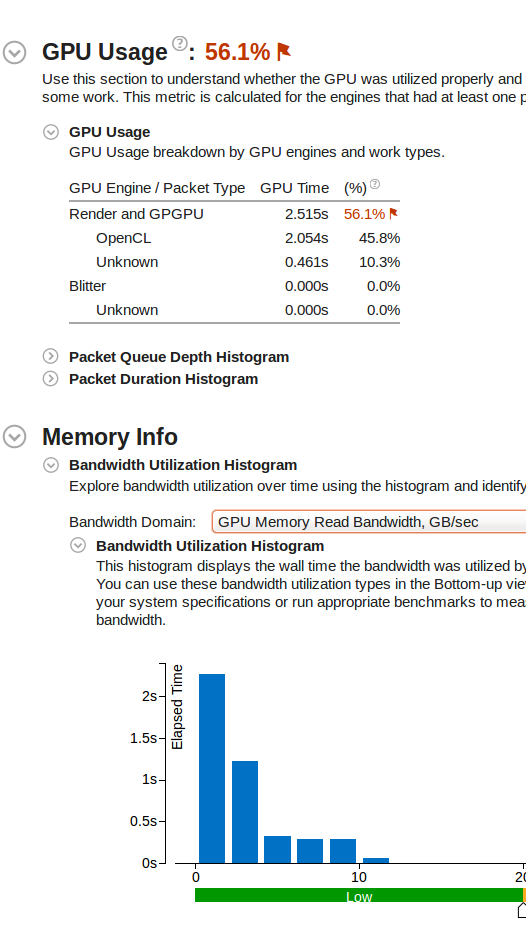 GPU Usage ? : 56.1%
Use this section to understand whether the GPU was utilized properly and
some work. This metric is calculated for the engines that had at least one p
GPU Usage
GPU Usage breakdown by GPU engines and work types.
GPU Engine / Packet Type GPU Time (%) ?
Render and GPGPU 2.515s 56.1%
OpenCL 2.054s 45.8%
Unknown 0.461s 10.3%
Blitter 0.000s 0.0%
Unknown 0.000s 0.0%
Packet Queue Depth Histogram
Packet Duration Histogram
Memory Info
Bandwidth Utilization Histogram
Explore bandwidth utilization over time using the histogram and identify
Bandwidth Domain: GPU Memory Read Bandwidth, GB/sec
Bandwidth Utilization Histogram
This histogram displays the wall time the bandwidth was utilized by
You can use these bandwidth utilization types in the Bottom-up vie
your system specifications or run appropriate benchmarks to mea
bandwidth.
Elapsed Time
2s
1.5s
1s
0.5s
0s
0 10 20
Low